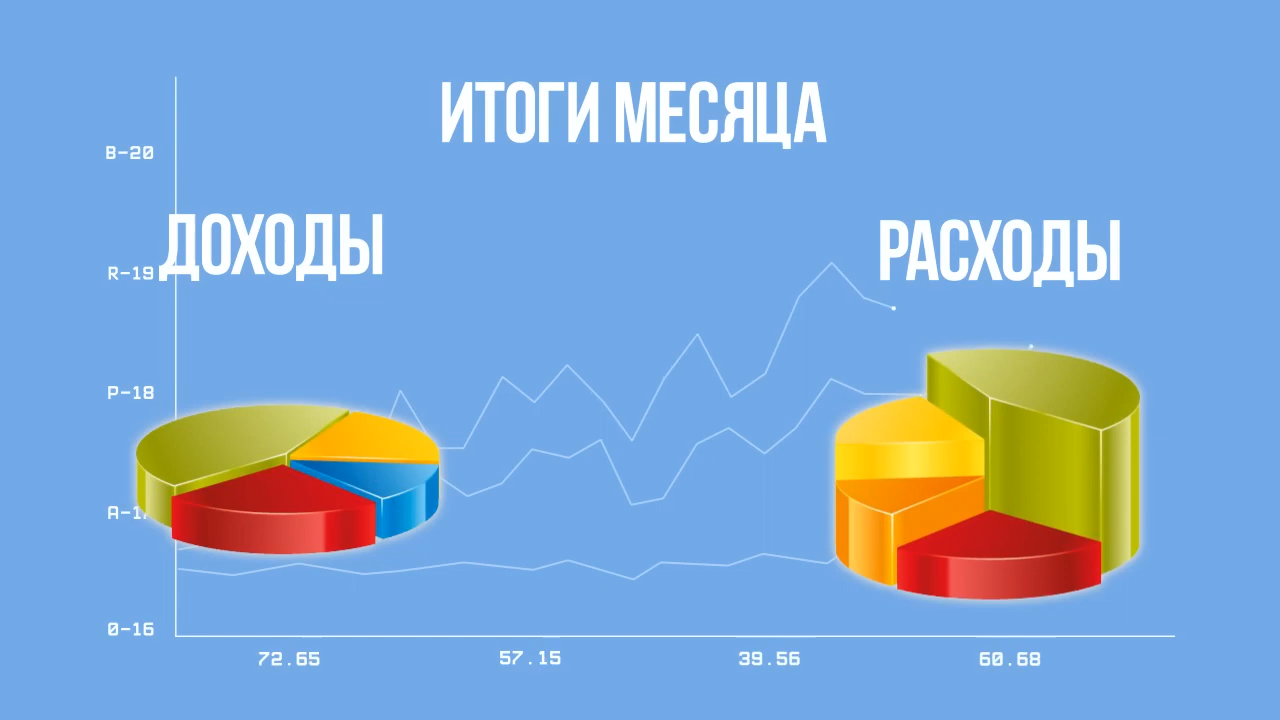 ИТОГИ МЕСЯЦА
B-20
ДОХОДЫ
РАСХОДЫ
R-19
P-18
0-16
72.65 57.15 39.56 60.68